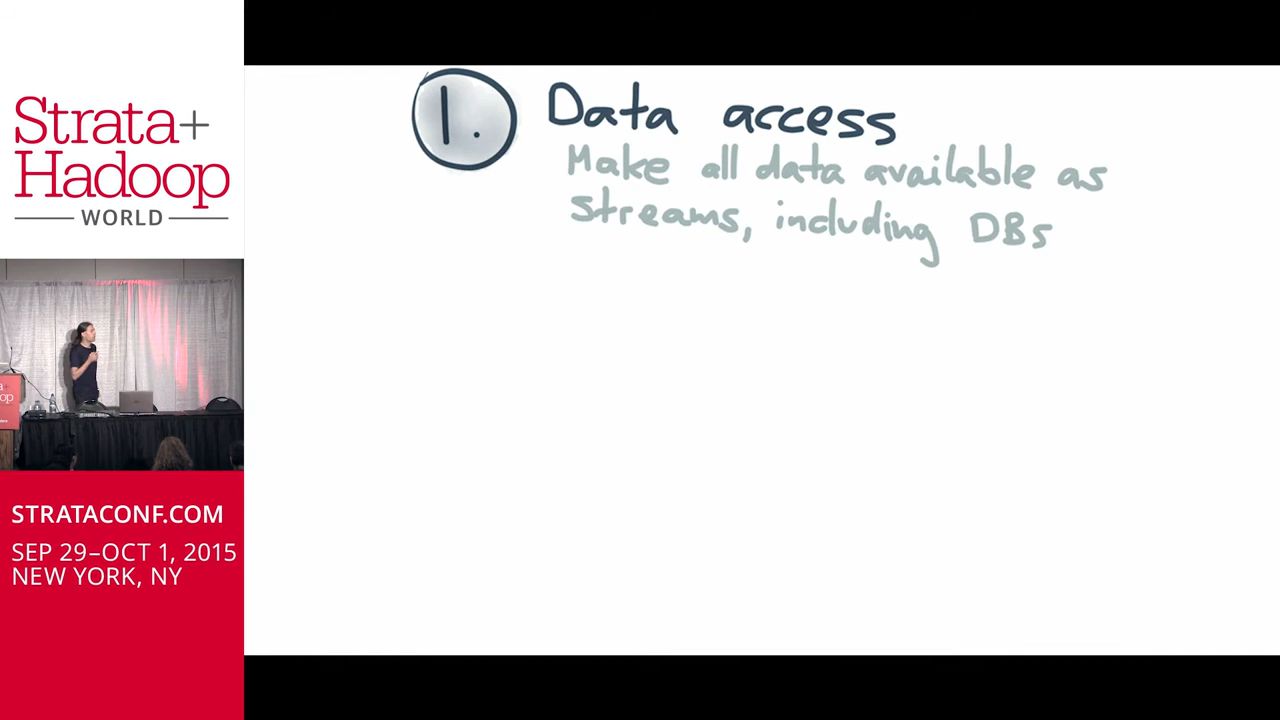 Strata+
Hadoop
WORLD
STRATACONF.COM
SEP 29–OCT 1, 2015
NEW YORK, NY
1. Data access
Make all data available as
streams, including DBs